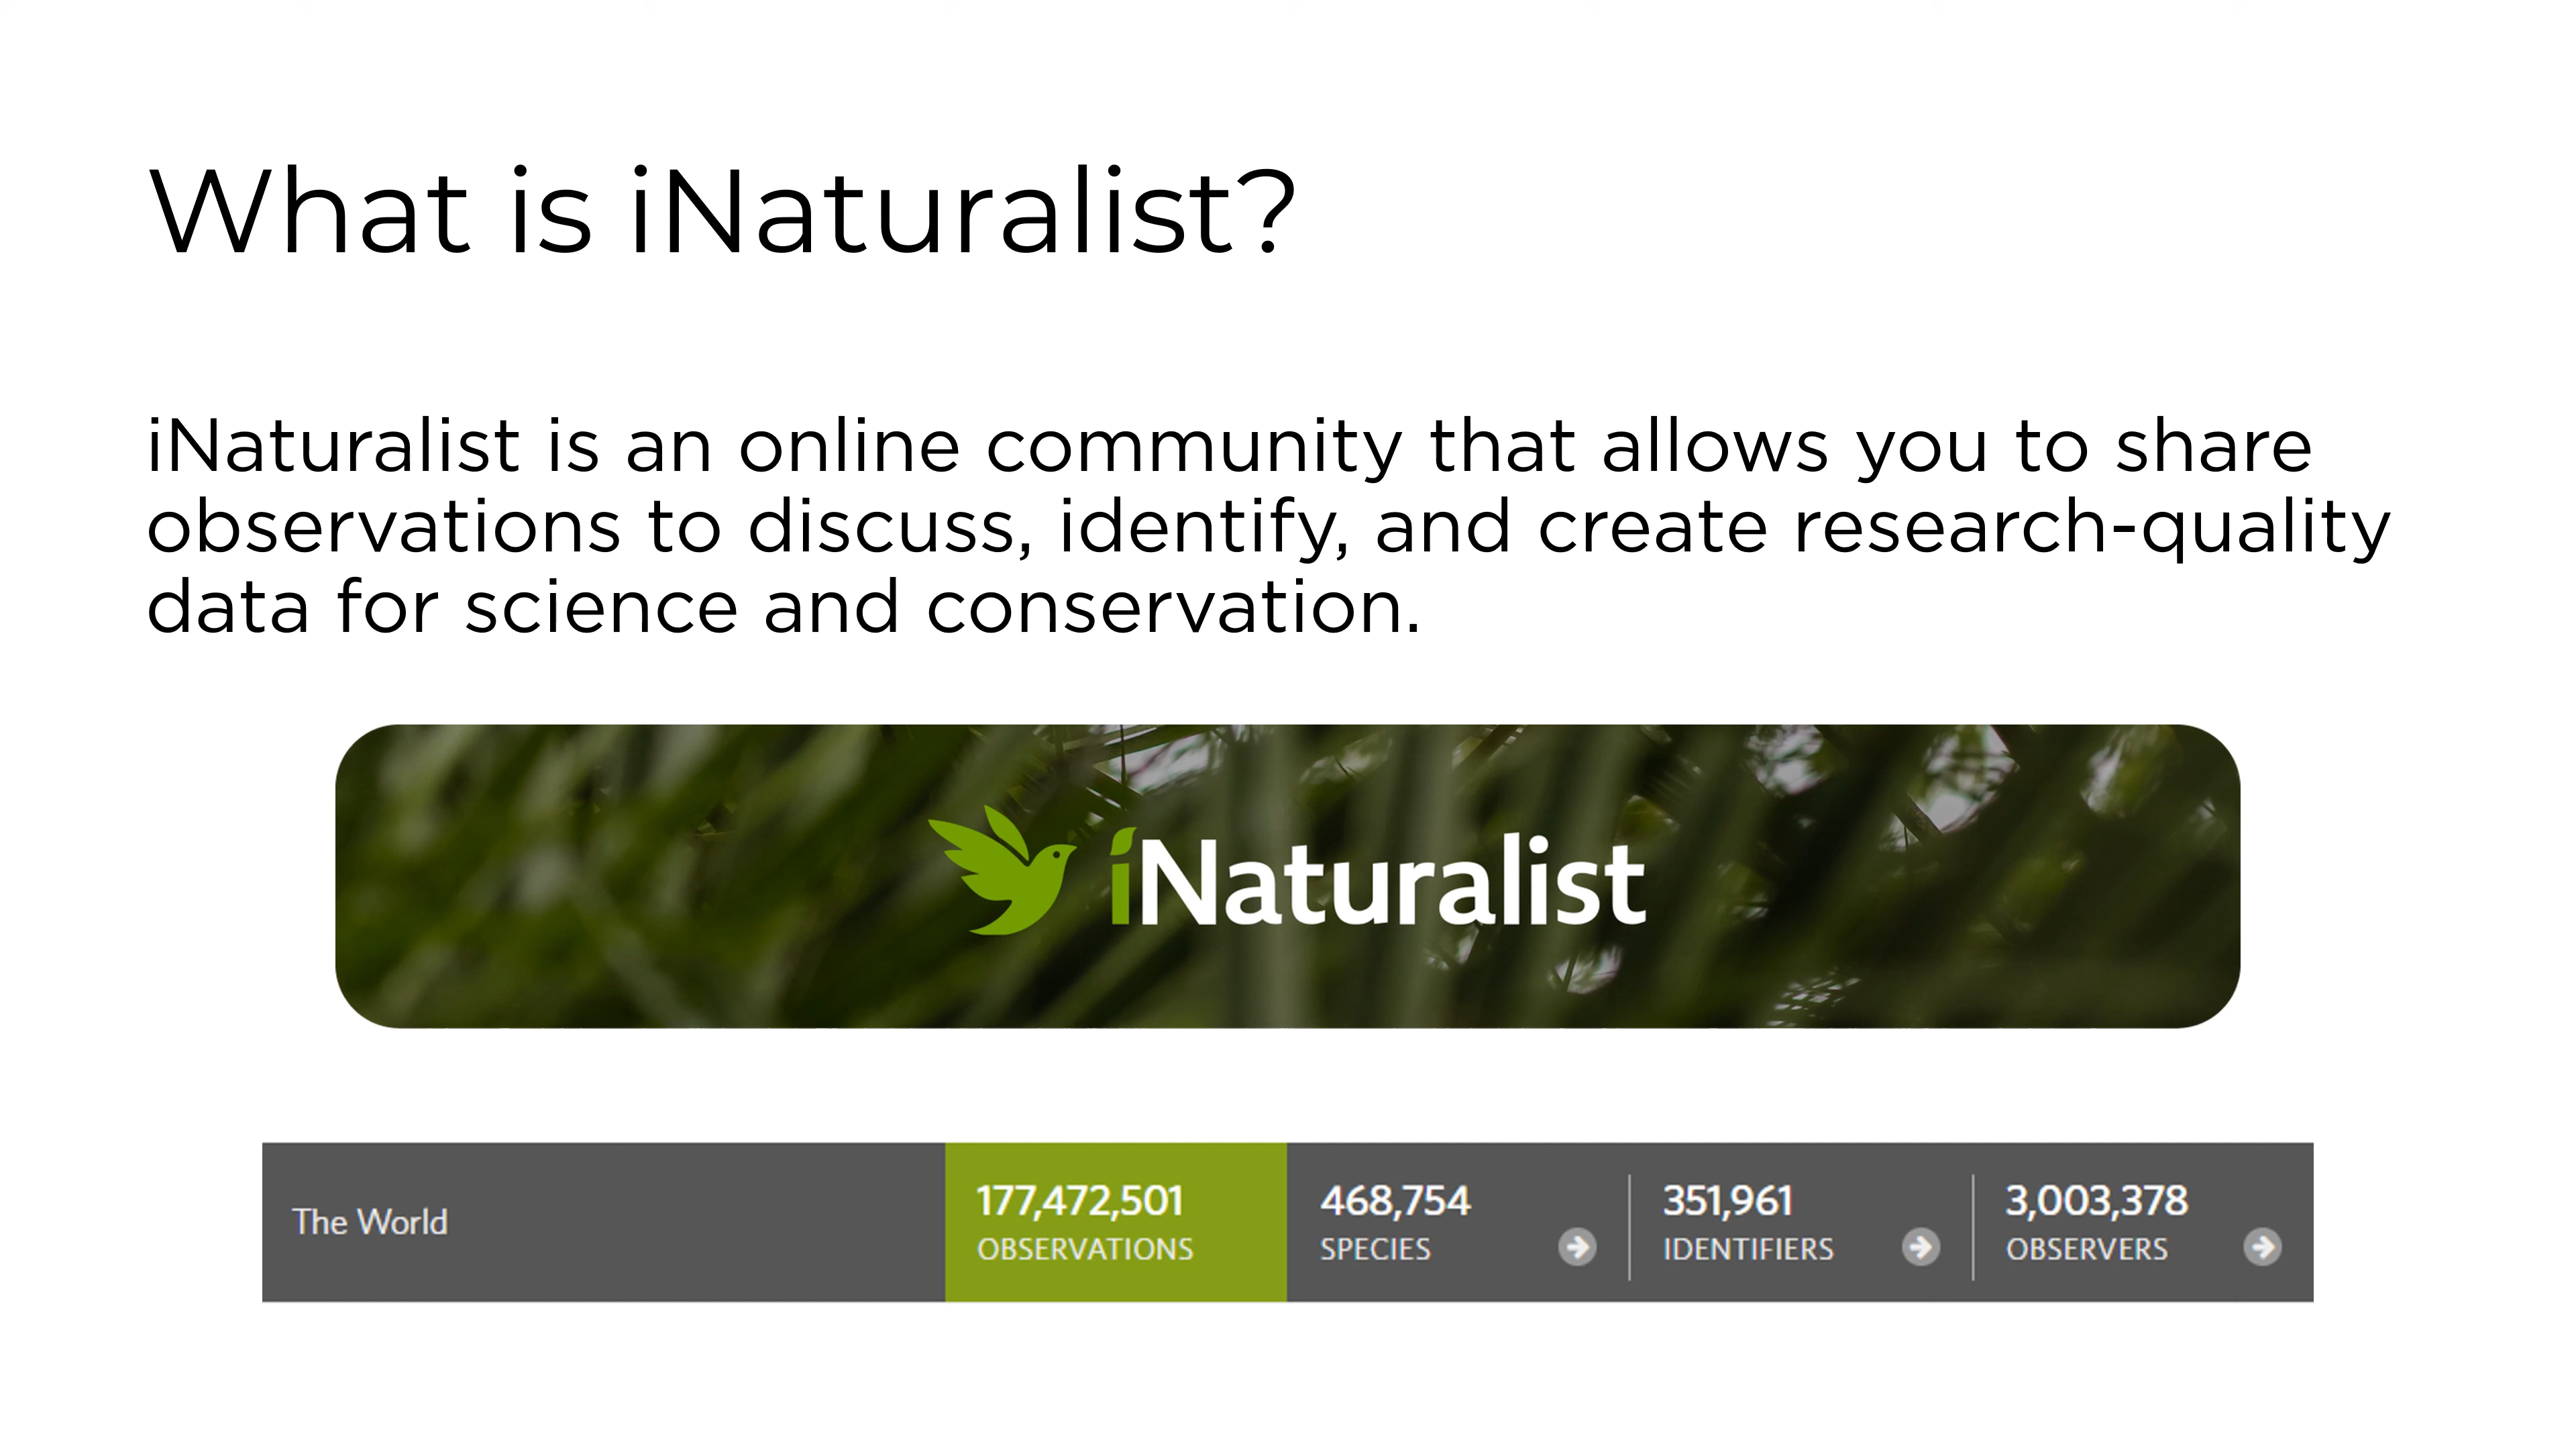 What is iNaturalist?
iNaturalist is an online community that allows you to share
observations to discuss, identify, and create research-quality
data for science and conservation.
iNaturalist
The World
177,472,501
OBSERVATIONS
468,754
SPECIES
351,961
IDENTIFIERS
3,003,378
OBSERVERS